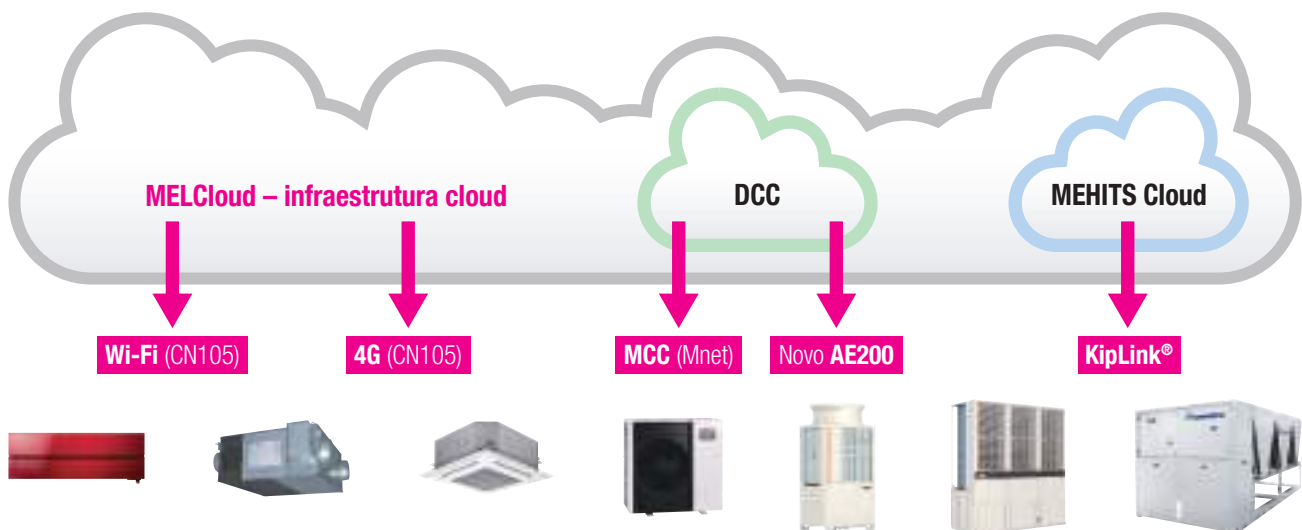 MELCloud – infraestrutura cloud
DCC
MEHITS Cloud
Wi-Fi (CN105)
4G (CN105)
MCC (Mnet)
Novo AE200
KipLink®